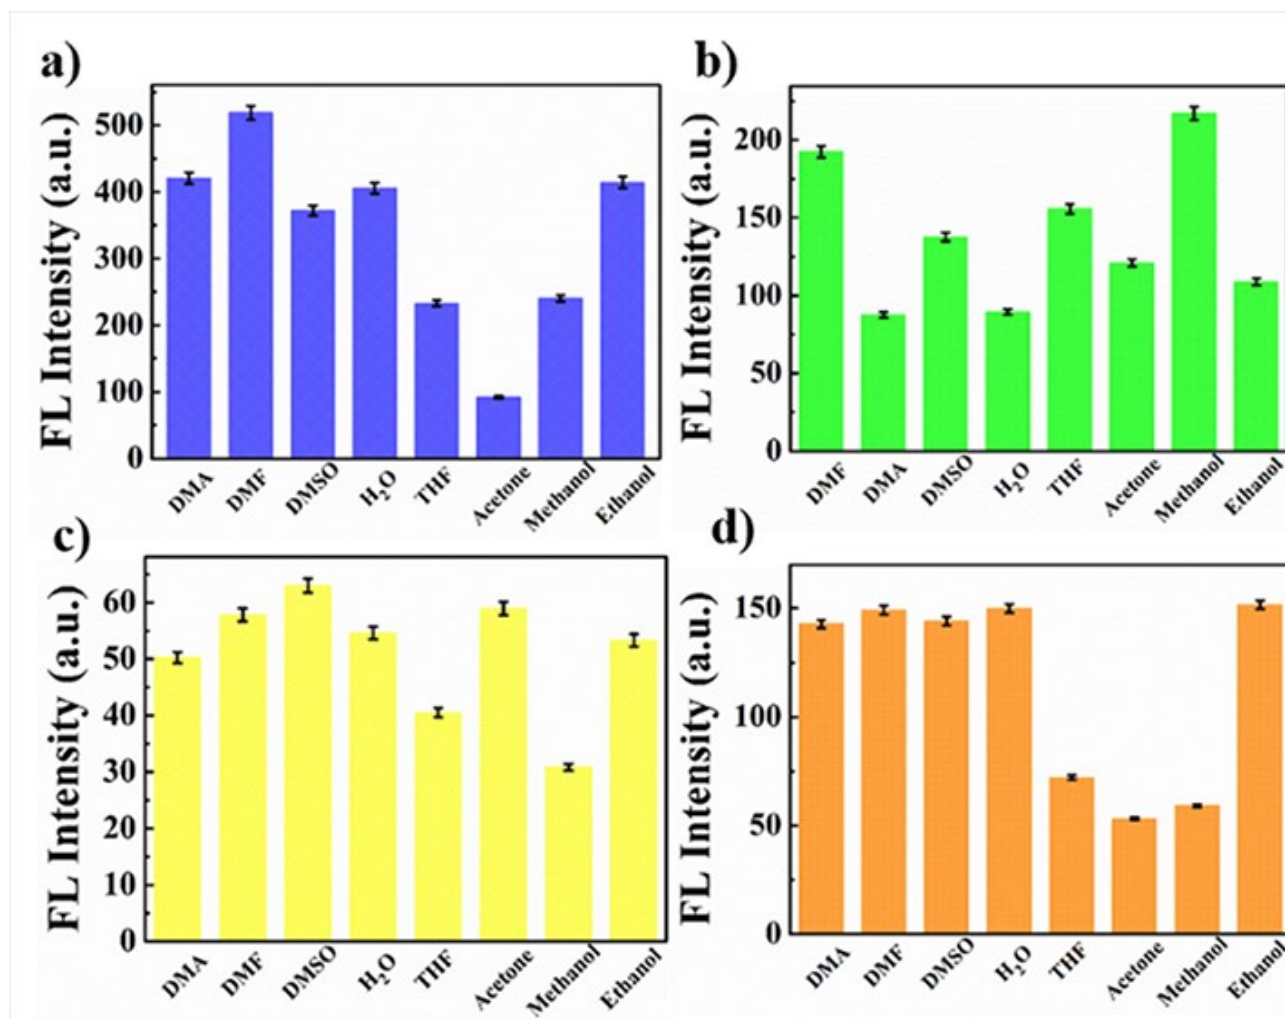 a)
FL Intensity (a.u.)
500
400
300
200
100
0
DMA
DMF
DMSO
H₂O
THF
Acetone
Methanol
Ethanol
b)
FL Intensity (a.u.)
200
150
100
50
0
DMF
DMA
DMSO
H₂O
THF
Acetone
Methanol
Ethanol
c)
FL Intensity (a.u.)
60
50
40
30
20
10
0
DMA
DMF
DMSO
H₂O
THF
Acetone
Methanol
Ethanol
d)
FL Intensity (a.u.)
150
100
50
0
DMA
DMF
DMSO
H₂O
THF
Acetone
Methanol
Ethanol